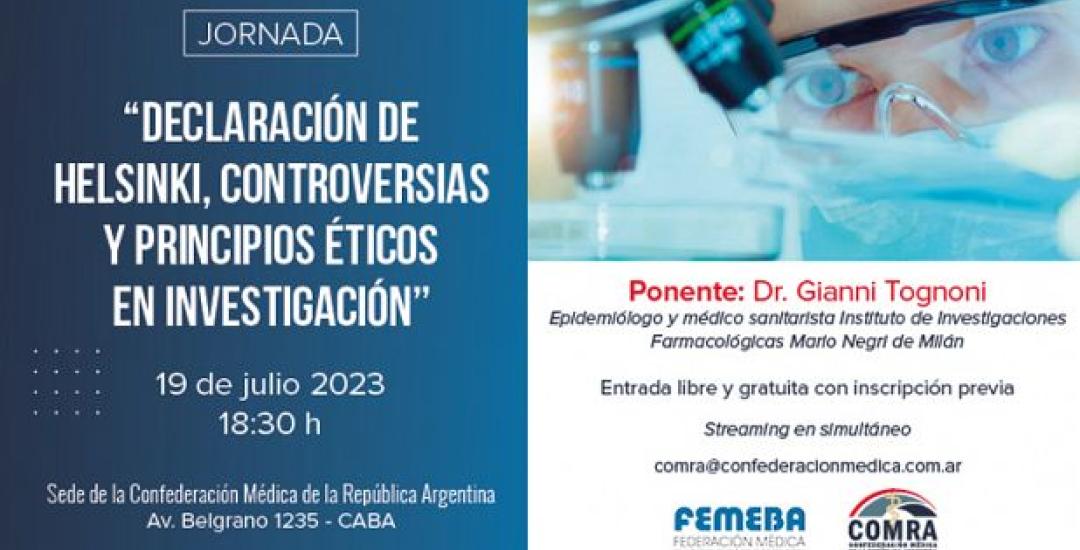 JORNADA
“DECLARACIÓN DE
HELSINKI, CONTROVERSIAS
Y PRINCIPIOS ÉTICOS
EN INVESTIGACIÓN”
19 de julio 2023
18:30 h
Sede de la Confederación Médica de la República Argentina
Av. Belgrano 1235 - CABA
Ponente: Dr. Gianni Tognoni
Epidemiólogo y médico sanitarista Instituto de Investigaciones
Farmacológicas Mario Negri de Milán
Entrada libre y gratuita con inscripción previa
Streaming en simultáneo
comra@confederacionmedica.com.ar
FEMEBA
FEDERACIÓN MÉDICA
COMRA
CONFEDERACIÓN MÉDICA